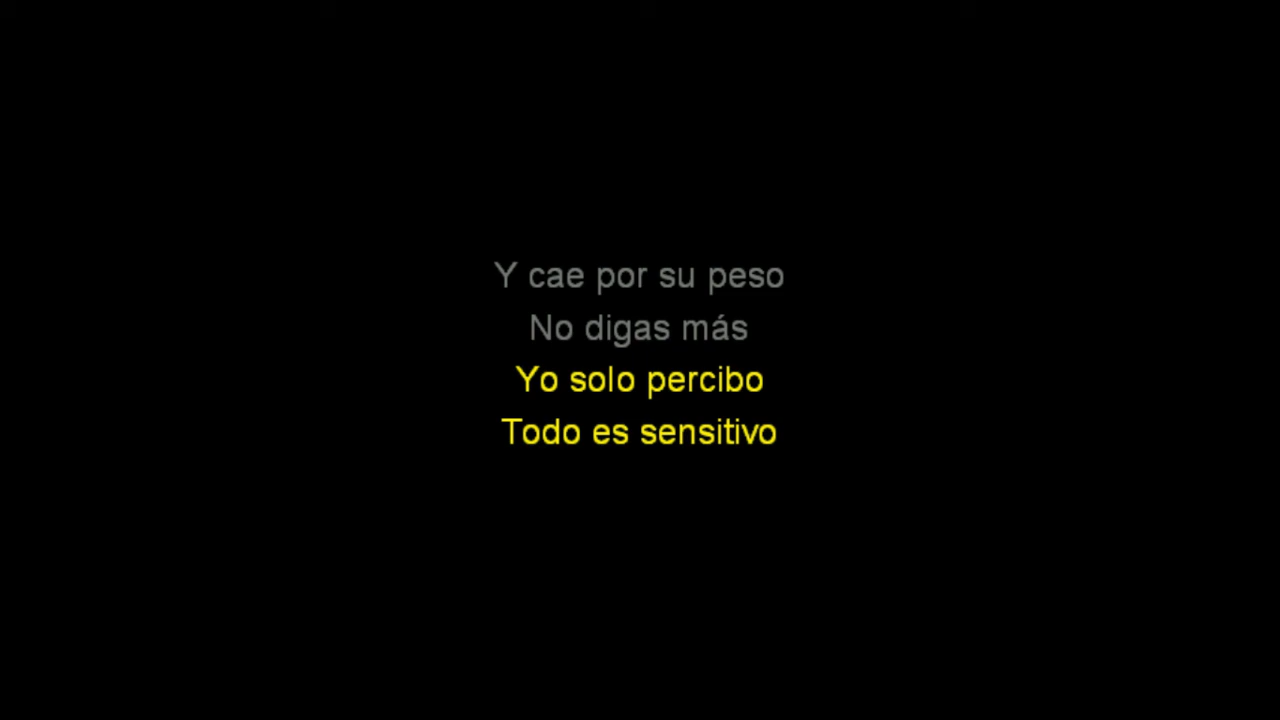 Y cae por su peso
No digas más
Yo solo percibo
Todo es sensitivo